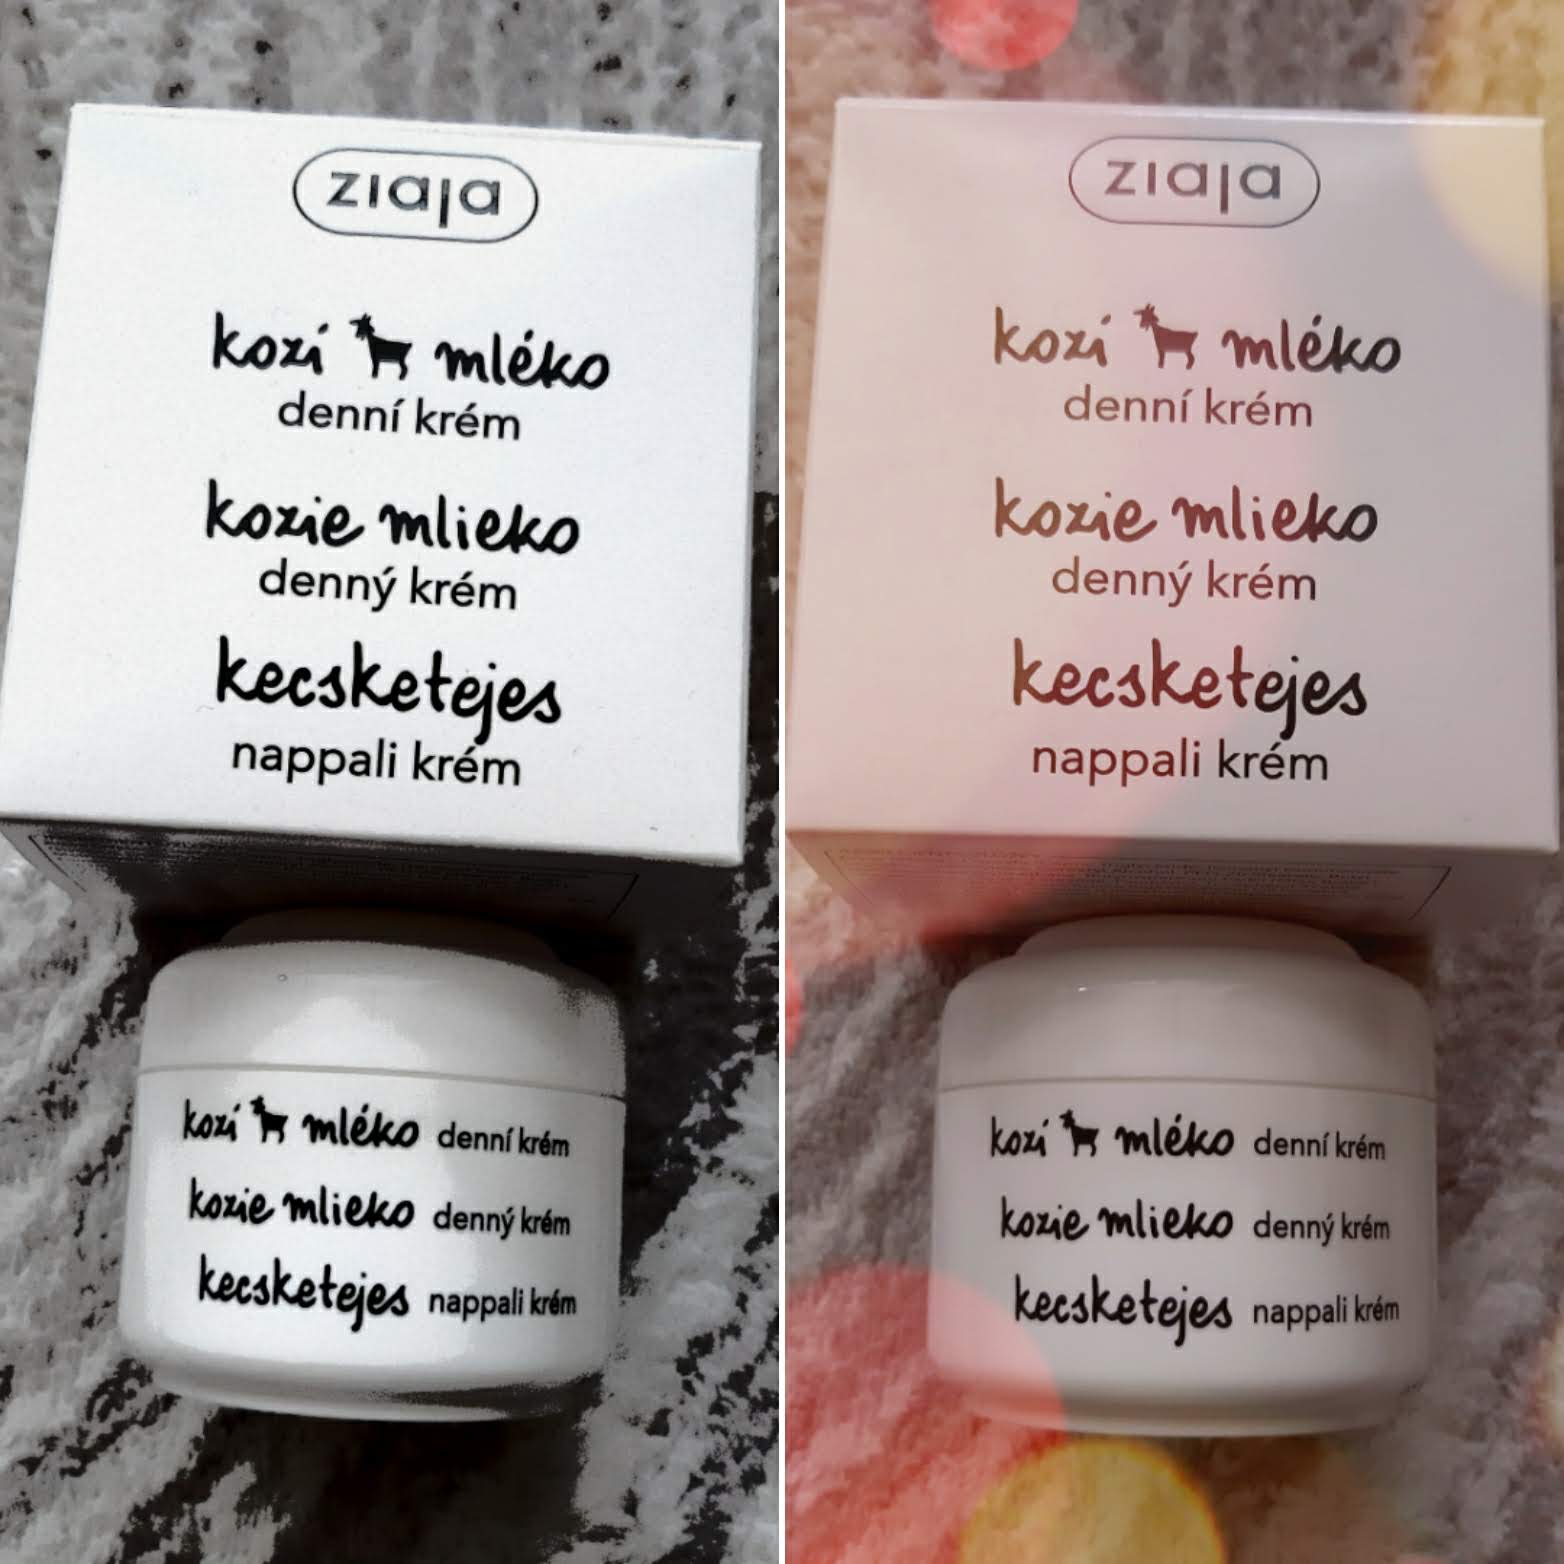 ziaja
kozí mléko
denní krém
kozie mlieko
denný krém
kecsketejes
nappali krém
kozí mléko denní krém
kozie mlieko denný krém
kecsketejes nappali krém
ziaja
kozí mléko
denní krém
kozie mlieko
denný krém
kecsketejes
nappali krém
kozí mléko denní krém
kozie mlieko denný krém
kecsketejes nappali krém